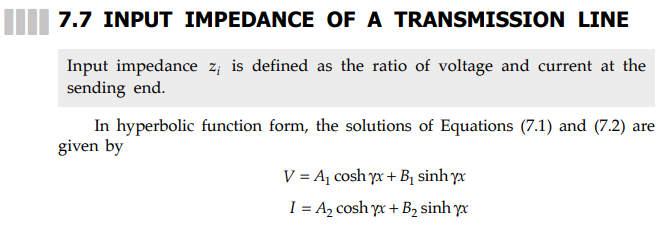 7.7 INPUT IMPEDANCE OF A TRANSMISSION LINE
Input impedance zᵢ is defined as the ratio of voltage and current at the
sending end.
In hyperbolic function form, the solutions of Equations (7.1) and (7.2) are
given by
V = A₁ cosh γx + B₁ sinh γx
I = A₂ cosh γx + B₂ sinh γx